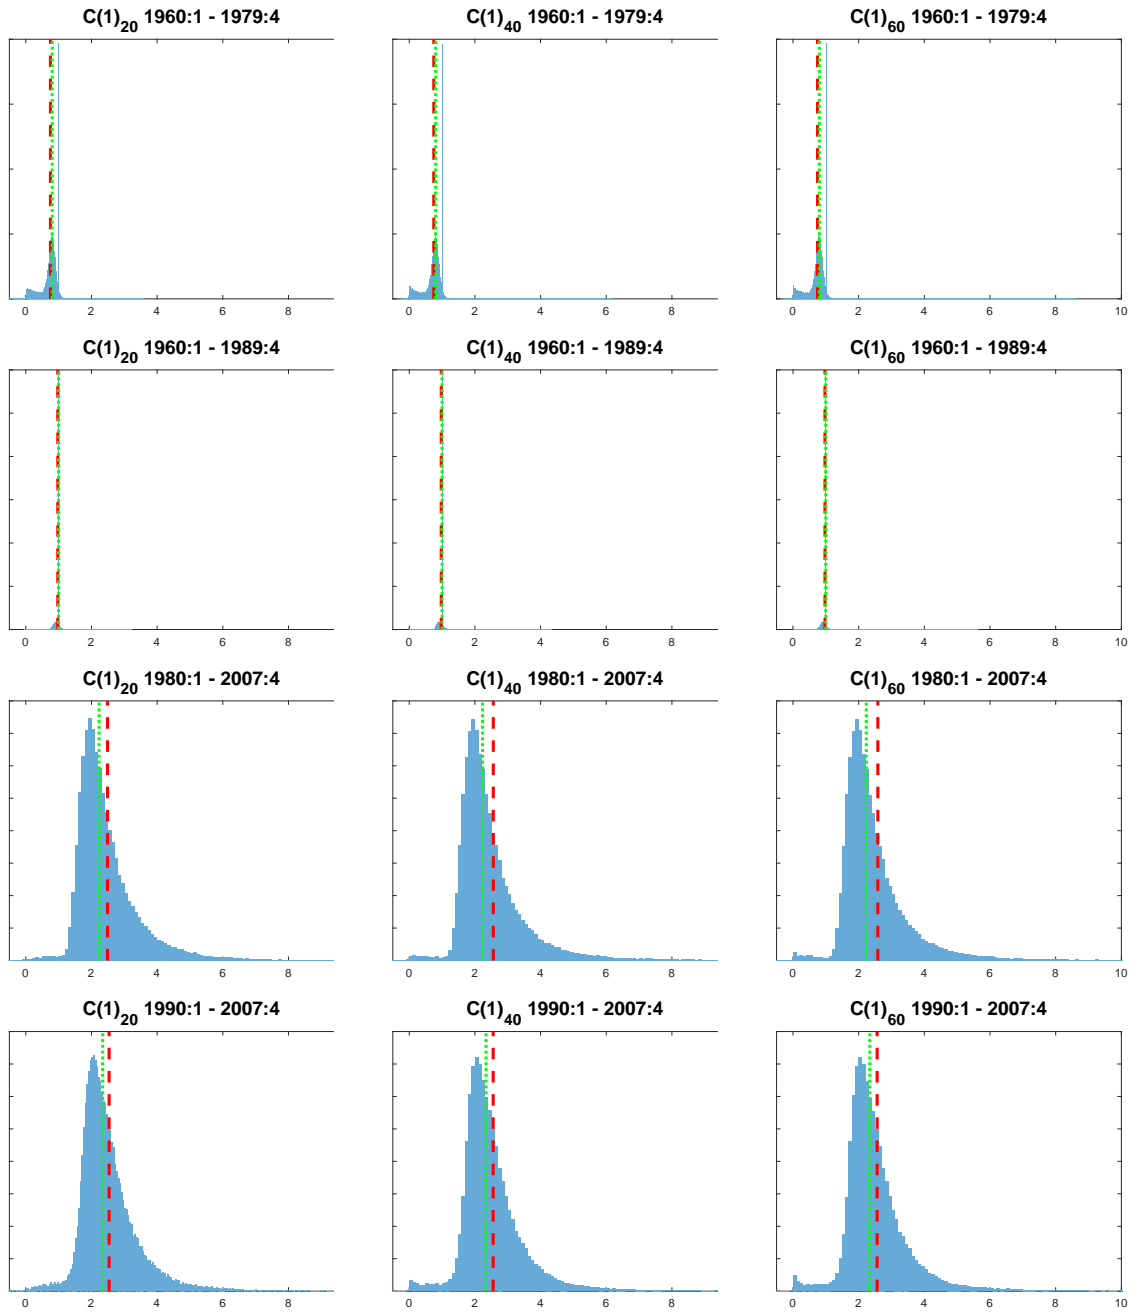 C(1)20 1960:1 - 1979:4 C(1)40 1960:1 - 1979:4 C(1)60 1960:1 - 1979:4
0 2 4 6 8 0 2 4 6 8 0 2 4 6 8 10
C(1)20 1960:1 - 1989:4 C(1)40 1960:1 - 1989:4 C(1)60 1960:1 - 1989:4
0 2 4 6 8 0 2 4 6 8 0 2 4 6 8 10
C(1)20 1980:1 - 2007:4 C(1)40 1980:1 - 2007:4 C(1)60 1980:1 - 2007:4
0 2 4 6 8 0 2 4 6 8 0 2 4 6 8 10
C(1)20 1990:1 - 2007:4 C(1)40 1990:1 - 2007:4 C(1)60 1990:1 - 2007:4
0 2 4 6 8 0 2 4 6 8 0 2 4 6 8 10